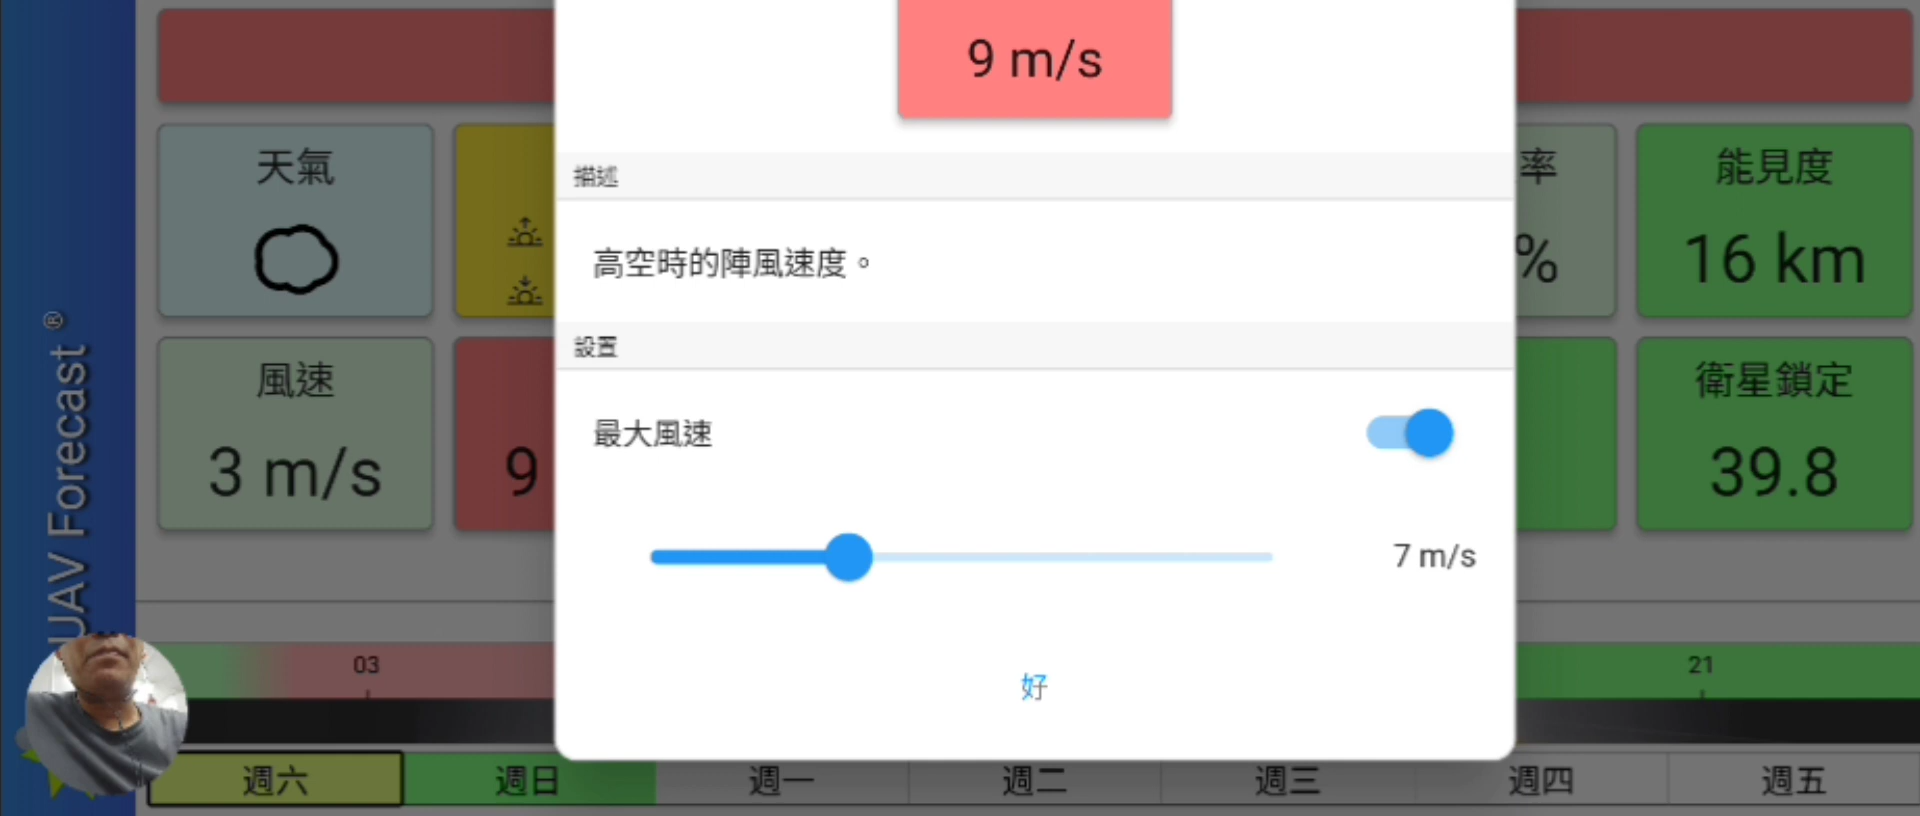 9 m/s
描述
高空時的陣風速度。
設置
最大風速
7 m/s
好
天氣
率
%
能見度
16 km
風速
3 m/s
9
衛星鎖定
39.8
UAV Forecast ®
03
21
週六
週日
週一
週二
週三
週四
週五